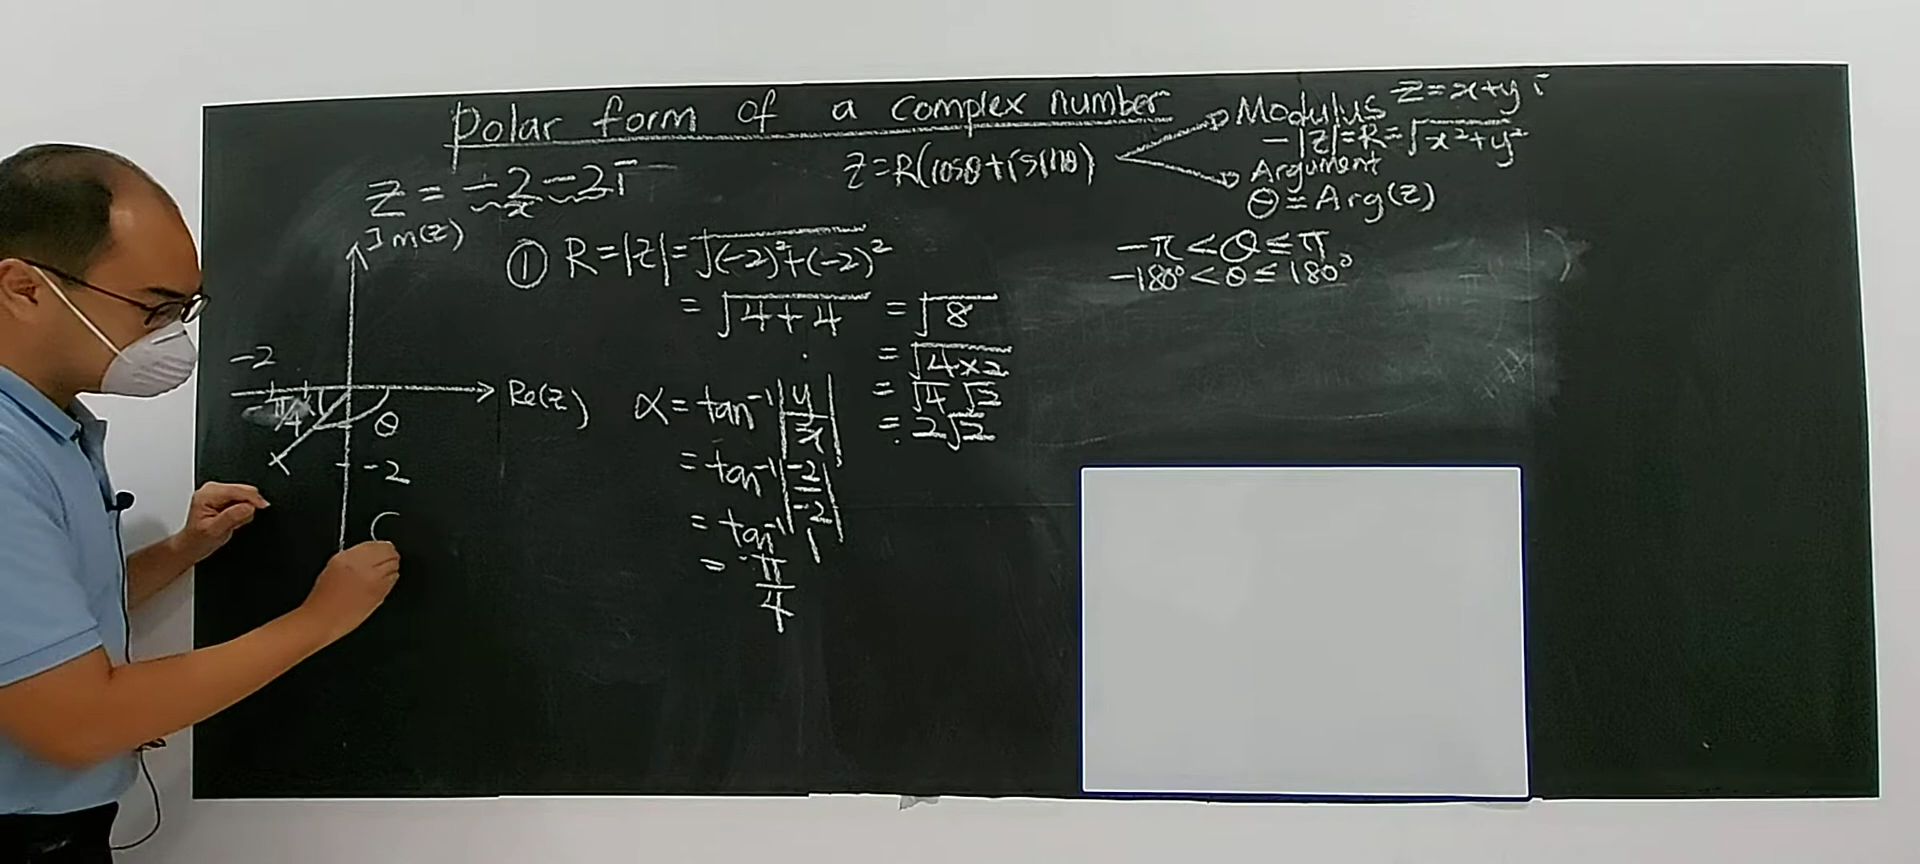 Polar form of a complex number
Modulus z = x+yi
- |z| = R = √x²+y²
z = R(cosθ + i sinθ)
Argument
θ = Arg(z)
z = -2 - 2i
x
-π < θ ≤ π
-180° < θ ≤ 180°
Im(z)
① R = |z| = √(-2)²+(-2)²
= √4+4 = √8
= √4×2
= √4 √2
= 2√2
-2
Re(z)
π/4
θ
-2
α = tan⁻¹|y/x|
= tan⁻¹|-2/-2|
= tan⁻¹ 1
= π/4